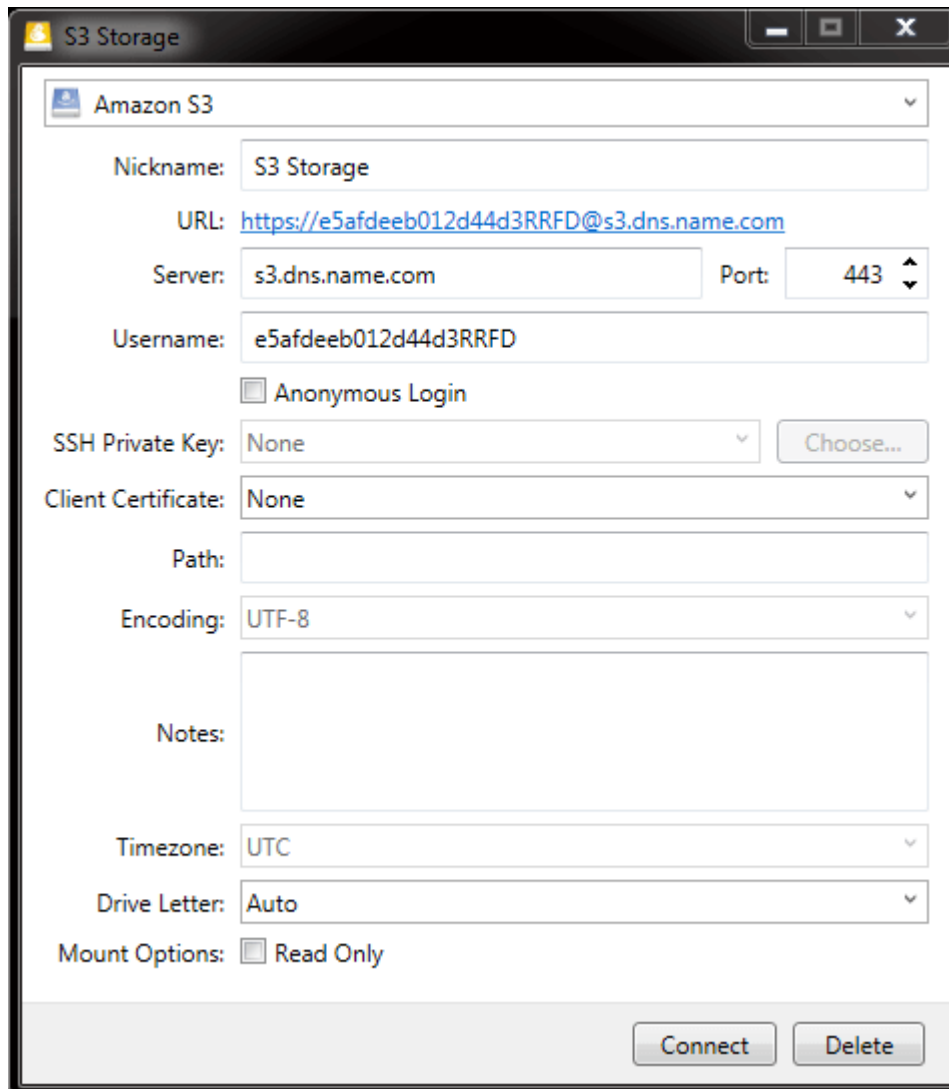 S3 Storage
Amazon S3
Nickname: S3 Storage
URL: https://e5afdeeb012d44d3RRFD@s3.dns.name.com
Server: s3.dns.name.com Port: 443
Username: e5afdeeb012d44d3RRFD
Anonymous Login
SSH Private Key: None Choose...
Client Certificate: None
Path:
Encoding: UTF-8
Notes:
Timezone: UTC
Drive Letter: Auto
Mount Options: Read Only
Connect Delete